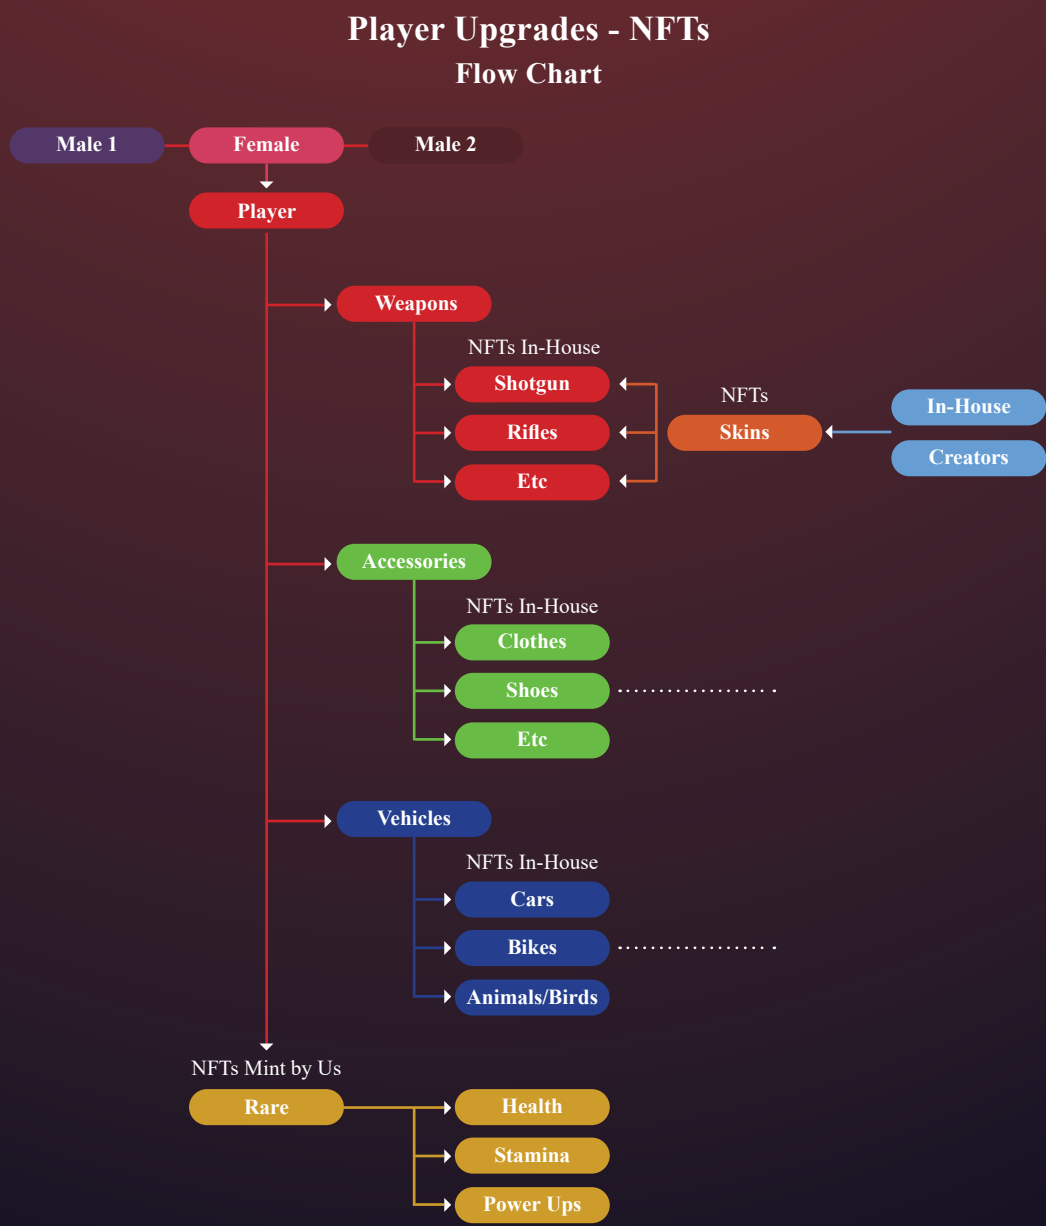 Player Upgrades - NFTs
Flow Chart
Male 1
Female
Male 2
Player
Weapons
NFTs In-House
Shotgun
Rifles
Etc
NFTs
Skins
In-House
Creators
Accessories
NFTs In-House
Clothes
Shoes
Etc
Vehicles
NFTs In-House
Cars
Bikes
Animals/Birds
NFTs Mint by Us
Rare
Health
Stamina
Power Ups